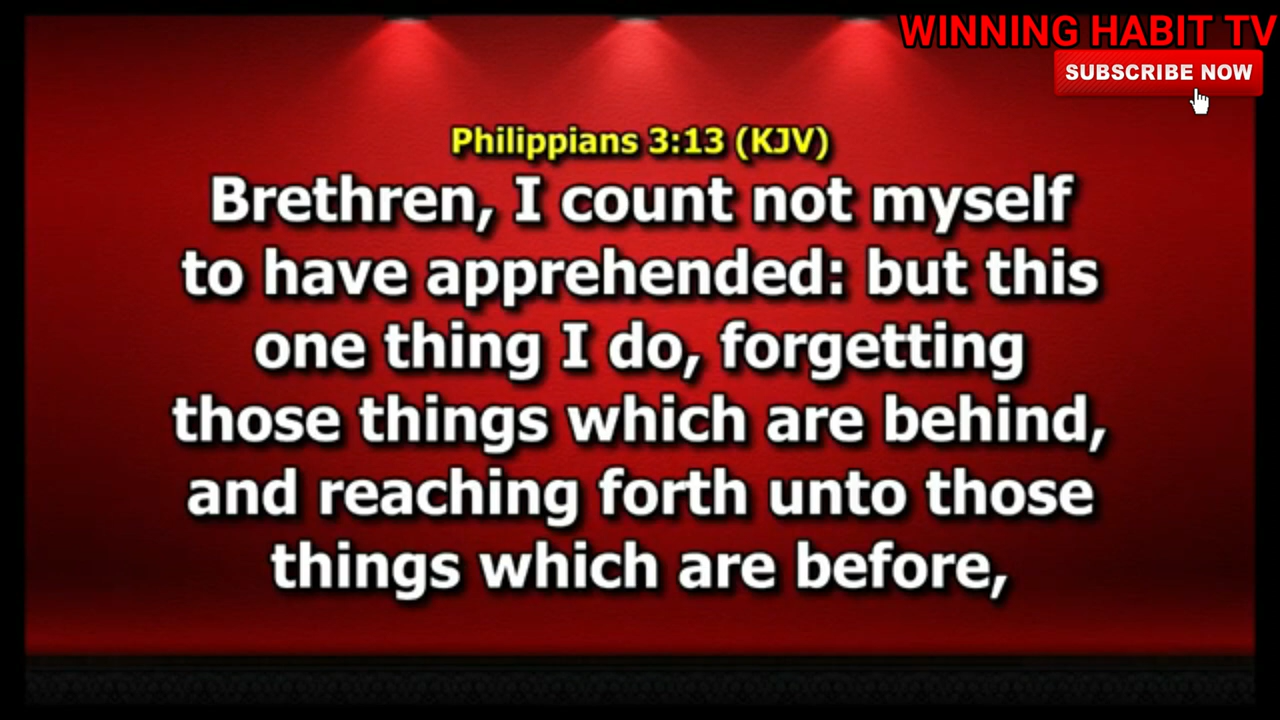 WINNING HABIT TV
SUBSCRIBE NOW
Philippians 3:13 (KJV)
Brethren, I count not myself
to have apprehended: but this
one thing I do, forgetting
those things which are behind,
and reaching forth unto those
things which are before,